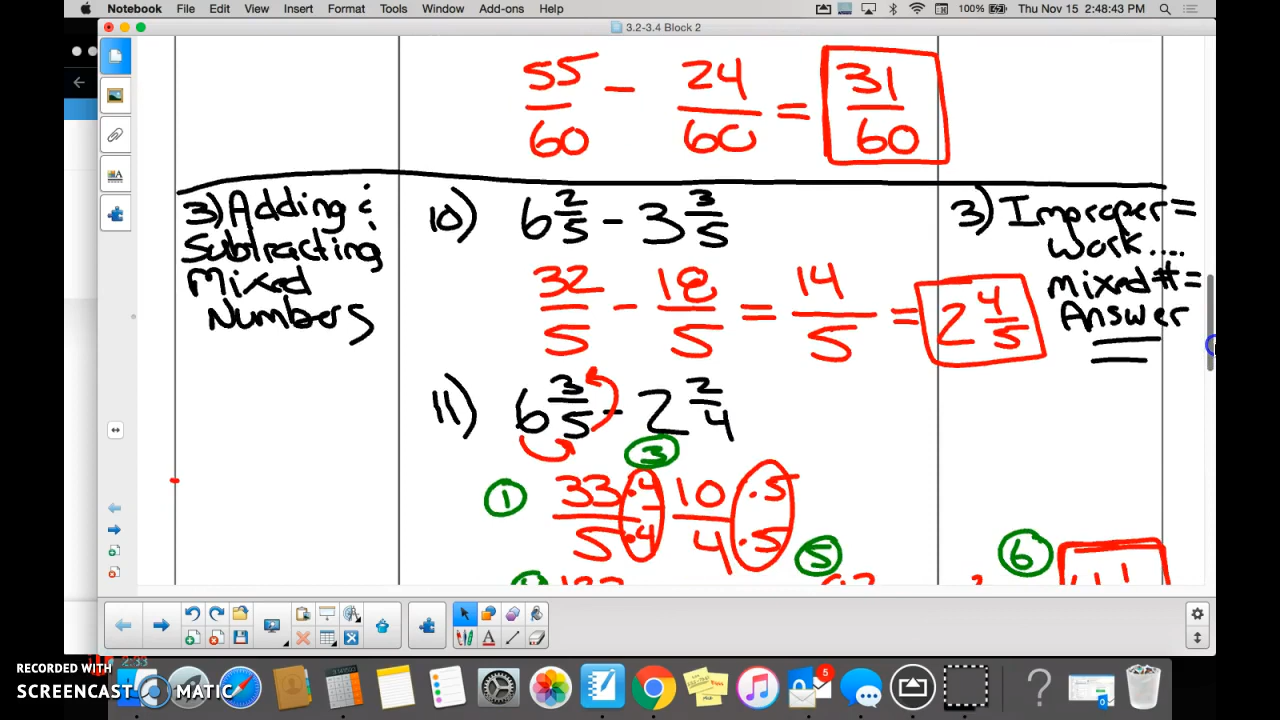 Notebook File Edit View Insert Format Tools Window Add-ons Help 100% Thu Nov 15 2:48:43 PM
3.2-3.4 Block 2
55/60 - 24/60 = 31/60
3) Adding &
Subtracting
Mixed
Numbers
10) 6 2/5 - 3 3/5
32/5 - 18/5 = 14/5 = 2 4/5
3) Improper =
work....
mixed # =
Answer
11) 6 3/5 - 2 2/4
3
1 33/5 ·4/·4 10/4 ·5/·5
5
6
A
5
RECORDED WITH
SCREENCAST MATIC
2:33